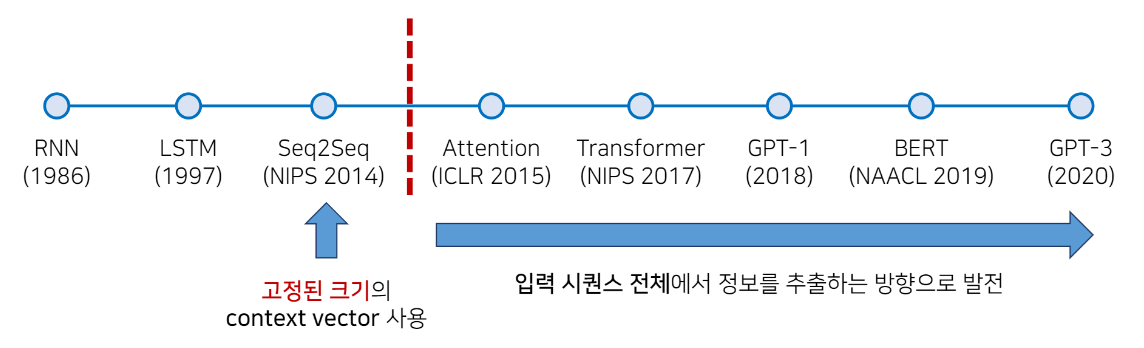 RNN
(1986)
LSTM
(1997)
Seq2Seq
(NIPS 2014)
Attention
(ICLR 2015)
Transformer
(NIPS 2017)
GPT-1
(2018)
BERT
(NAACL 2019)
GPT-3
(2020)
고정된 크기의
context vector 사용
입력 시퀀스 전체에서 정보를 추출하는 방향으로 발전